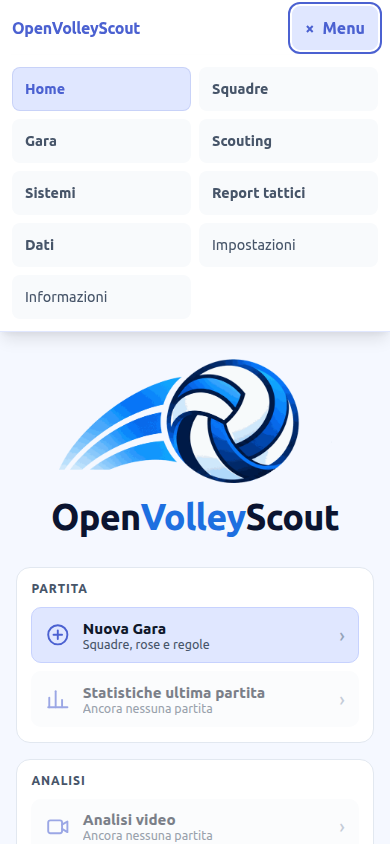 OpenVolleyScout
× Menu
Home
Squadre
Gara
Scouting
Sistemi
Report tattici
Dati
Impostazioni
Informazioni
OpenVolleyScout
PARTITA
Nuova Gara
Squadre, rose e regole
›
Statistiche ultima partita
Ancora nessuna partita
›
ANALISI
Analisi video
Ancora nessuna partita
›